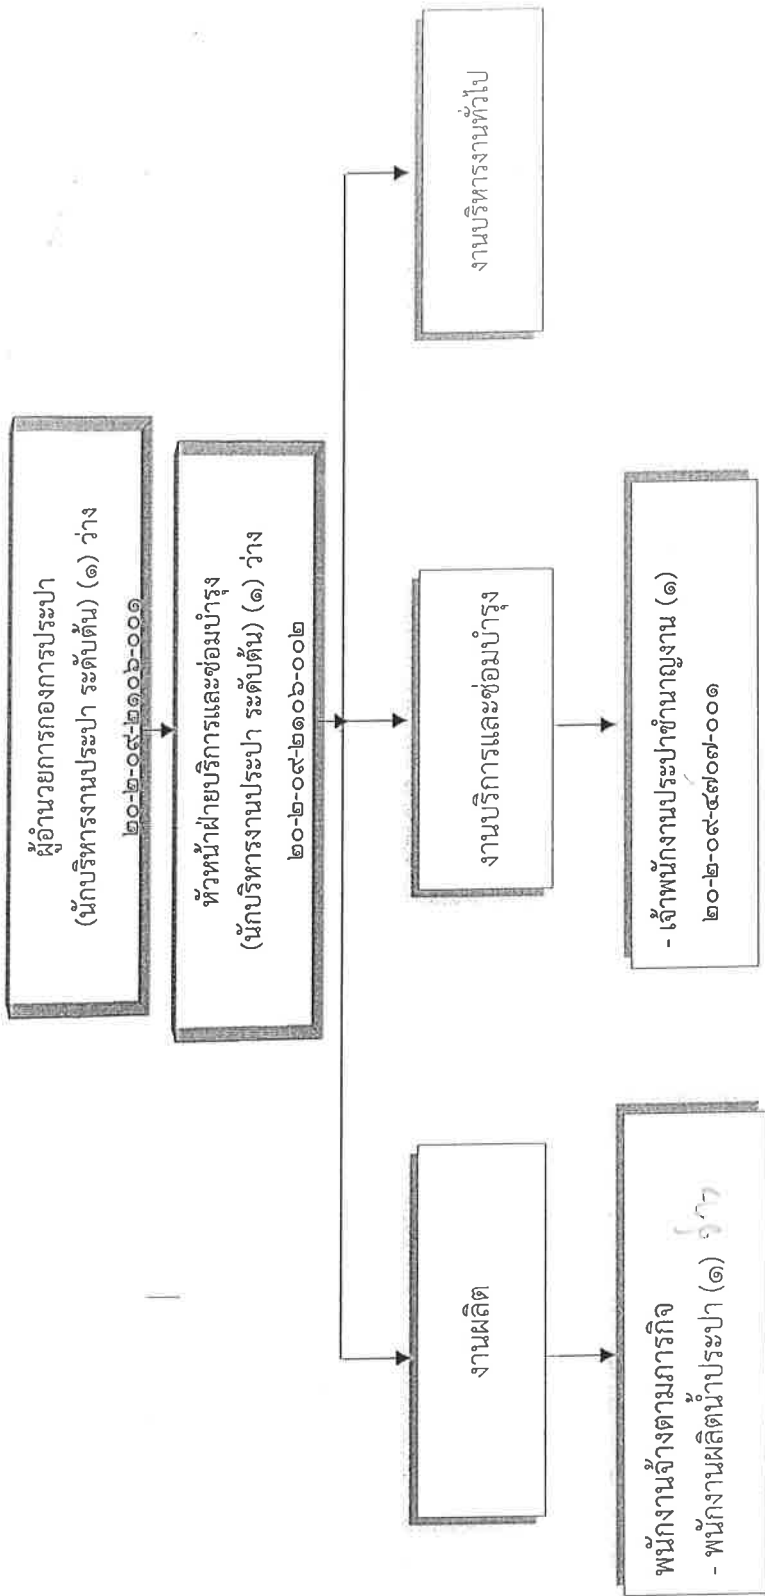 ผู้อำนวยการกองการประปา
(นักบริหารงานประปา ระดับต้น) (๑) ว่าง
๒๐-๒-๐๙-๒๑๐๖-๐๐๑
หัวหน้าฝ่ายบริการและซ่อมบำรุง
(นักบริหารงานประปา ระดับต้น) (๑) ว่าง
๒๐-๒-๐๙-๒๑๐๖-๐๐๒
งานผลิต
งานบริการและซ่อมบำรุง
งานบริหารงานทั่วไป
พนักงานจ้างตามภารกิจ
- พนักงานผลิตน้ำประปา (๑) ว่าง
- เจ้าพนักงานประปาชำนาญงาน (๑)
๒๐-๒-๐๙-๔๗๐๗-๐๐๑